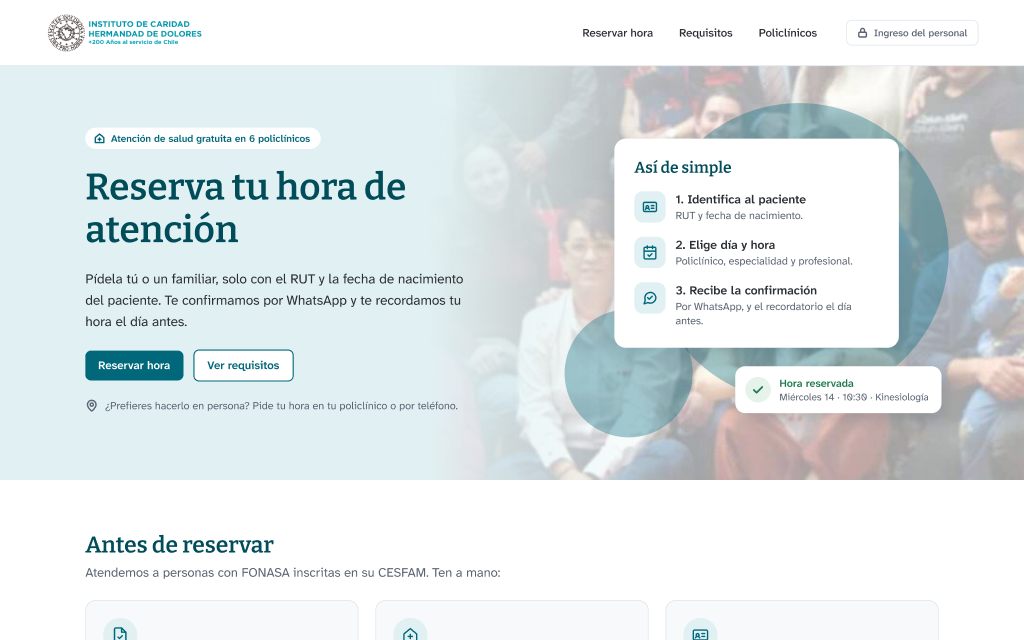 INSTITUTO DE CARIDAD
HERMANDAD DE DOLORES
+200 Años al servicio de Chile
Reservar hora
Requisitos
Policlínicos
Ingreso del personal
Atención de salud gratuita en 6 policlínicos
Reserva tu hora de
atención
Pídela tú o un familiar, solo con el RUT y la fecha de nacimiento
del paciente. Te confirmamos por WhatsApp y te recordamos tu
hora el día antes.
Reservar hora
Ver requisitos
¿Prefieres hacerlo en persona? Pide tu hora en tu policlínico o por teléfono.
Así de simple
1. Identifica al paciente
RUT y fecha de nacimiento.
2. Elige día y hora
Policlínico, especialidad y profesional.
3. Recibe la confirmación
Por WhatsApp, y el recordatorio el día
antes.
Hora reservada
Miércoles 14 · 10:30 · Kinesiología
Antes de reservar
Atendemos a personas con FONASA inscritas en su CESFAM. Ten a mano: